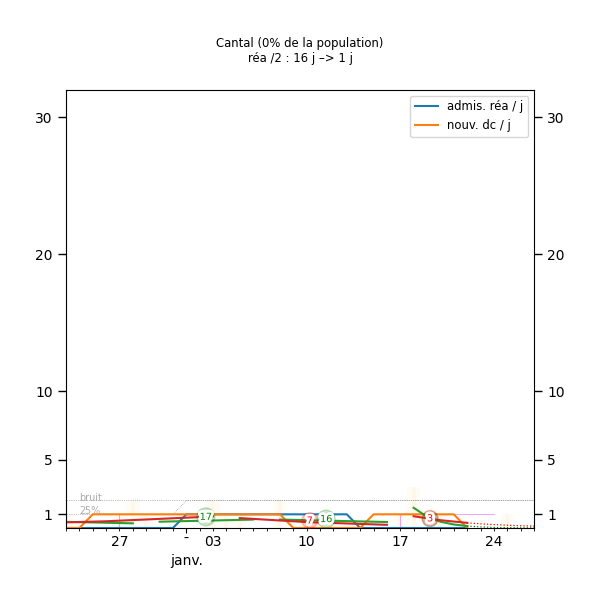 Cantal (0% de la population)
réa /2 : 16 j –> 1 j
admis. réa / j
nouv. dc / j
30 30
20 20
10 10
5 5
bruit
25%
1 1
17 7 16 3
27 - 03 10 17 24
janv.